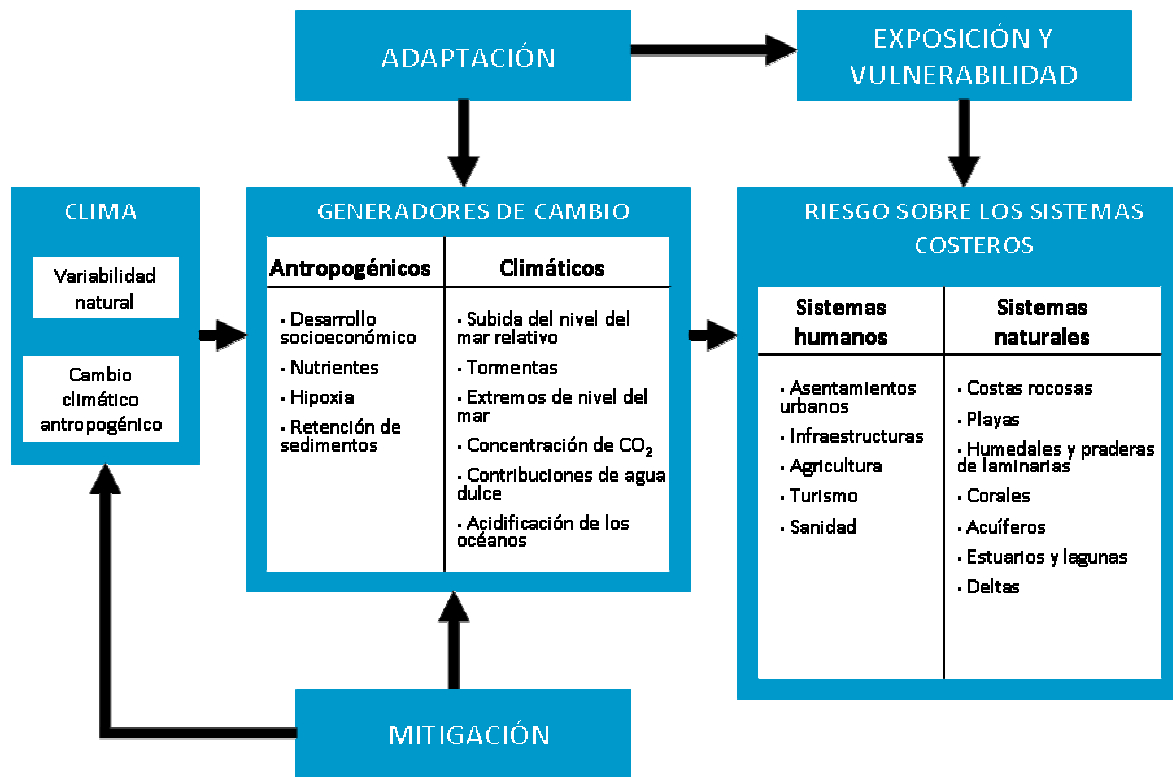 ADAPTACIÓN
EXPOSICIÓN Y
VULNERABILIDAD
CLIMA
Variabilidad
natural
Cambio
climático
antropogénico
GENERADORES DE CAMBIO
Antropogénicos
- Desarrollo
socioeconómico
- Nutrientes
- Hipoxia
- Retención de
sedimentos
Climáticos
- Subida del nivel del
mar relativo
- Tormentas
- Extremos de nivel del
mar
- Concentración de CO₂
- Contribuciones de agua
dulce
- Acidificación de los
océanos
RIESGO SOBRE LOS SISTEMAS
COSTEROS
Sistemas
humanos
- Asentamientos
urbanos
- Infraestructuras
- Agricultura
- Turismo
- Sanidad
Sistemas
naturales
- Costas rocosas
- Playas
- Humedales y praderas
de laminarias
- Corales
- Acuíferos
- Estuarios y lagunas
- Deltas
MITIGACIÓN